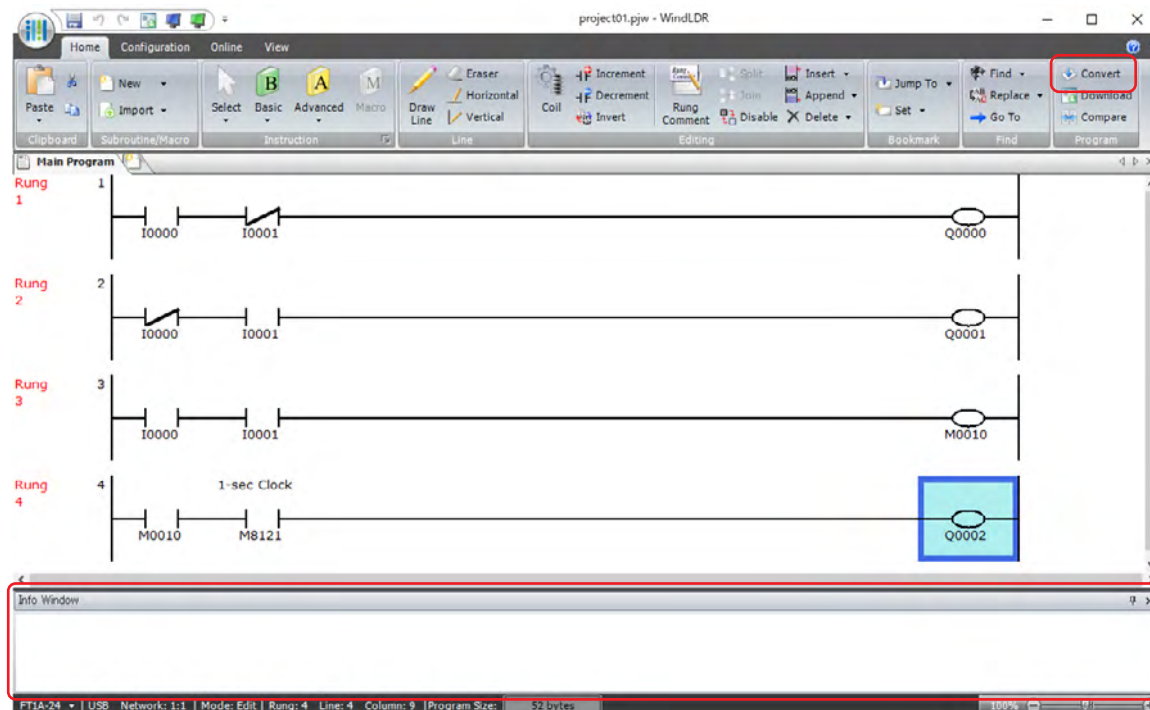 project01.pjw - WindLDR
Home Configuration Online View
Paste
Clipboard
New
Import
Subroutine/Macro
Select
B
Basic
A
Advanced
M
Macro
Instruction
Draw
Line
Eraser
Horizontal
Vertical
Line
Coil
Increment
Decrement
Invert
Rung
Comment
Split
Join
Disable
Insert
Append
Delete
Editing
Jump To
Set
Bookmark
Find
Replace
Go To
Find
Convert
Download
Compare
Program
Main Program
Rung 1
1
I0000 I0001 Q0000
Rung 2
2
I0000 I0001 Q0001
Rung 3
3
I0000 I0001 M0010
Rung 4 1-sec Clock
4
M0010 M8121 Q0002
Info Window
FT1A-24 | USB Network: 1:1 | Mode: Edit | Rung: 4 Line: 4 Column: 9 |Program Size: 52 bytes 100%